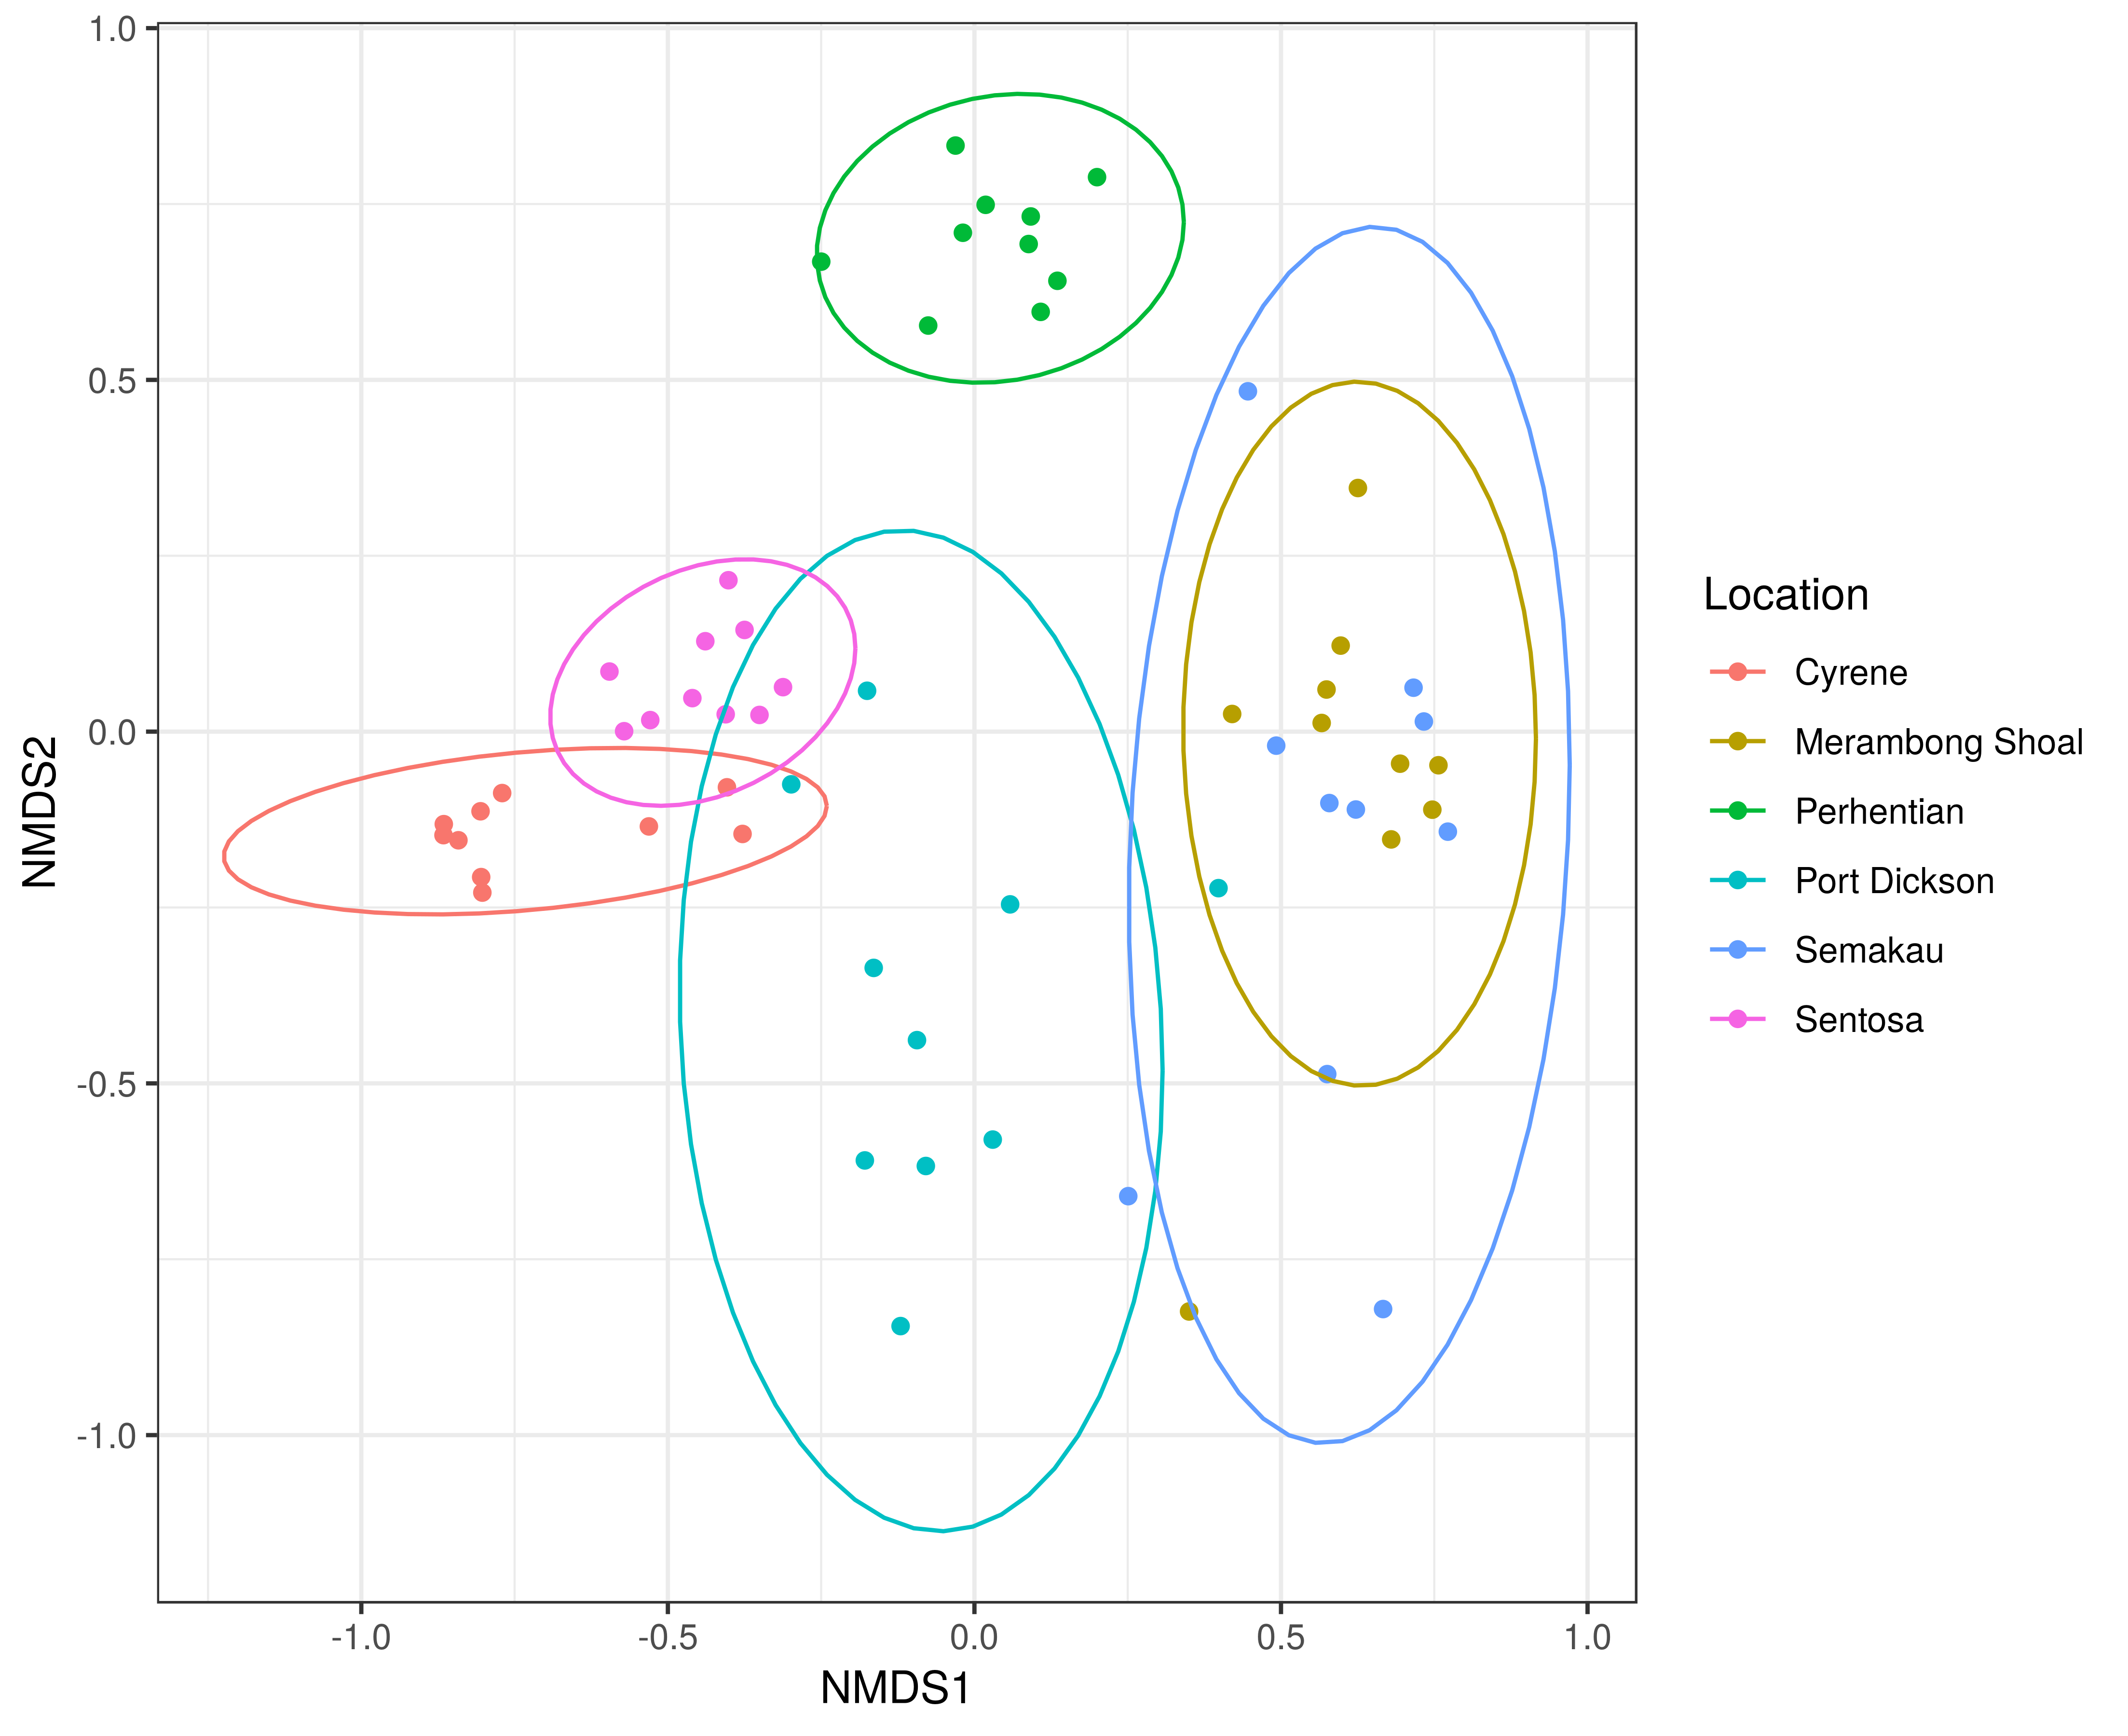 1.0
0.5
0.0
-0.5
-1.0
NMDS2
-1.0 -0.5 0.0 0.5 1.0
NMDS1
Location
Cyrene
Merambong Shoal
Perhentian
Port Dickson
Semakau
Sentosa